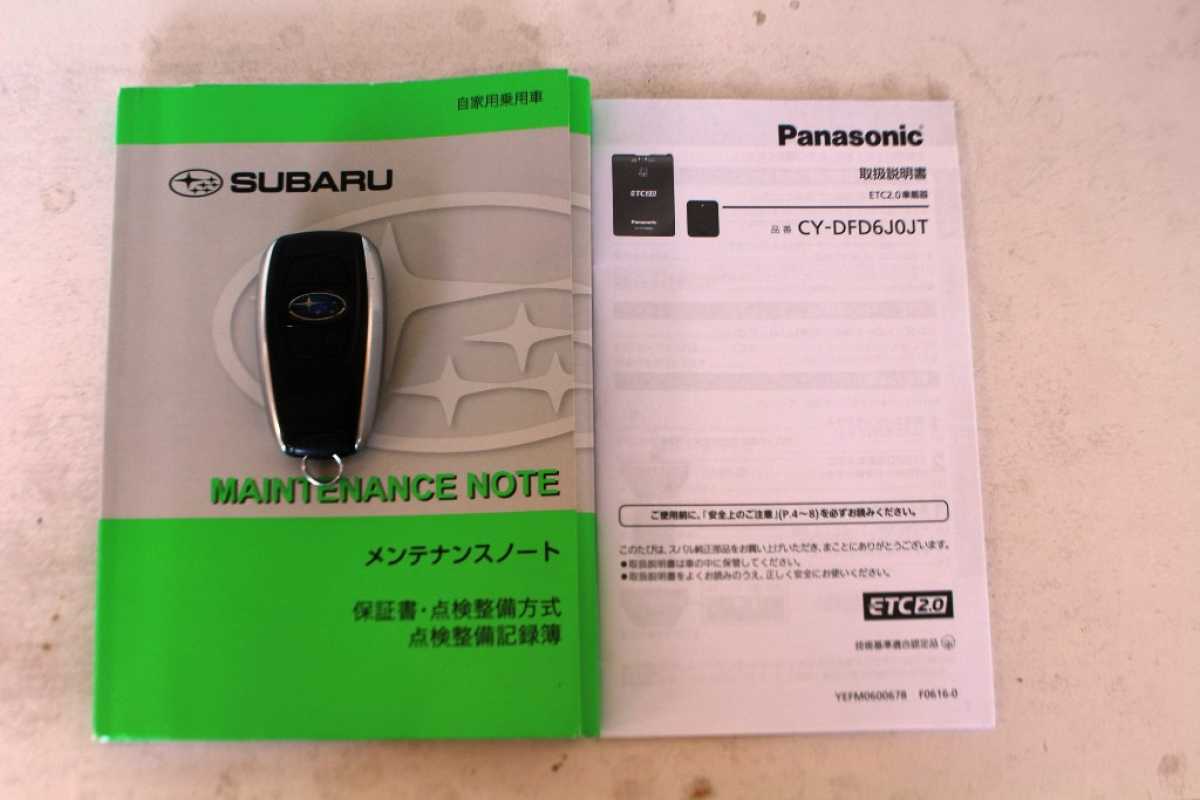 自家用乗用車
SUBARU
MAINTENANCE NOTE
メンテナンスノート
保証書・点検整備方式
点検整備記録簿
Panasonic
取扱説明書
ETC2.0車載器
品番 CY-DFD6J0JT
ETC2.0
Panasonic
ご使用前に、「安全上のご注意」(P.4～8)を必ずお読みください。
このたびは、スバル純正部品をお買い上げいただき、まことにありがとうございます。
●取扱説明書は車の中に保管してください。
●取扱説明書をよくお読みのうえ、正しく安全にお使いください。
ETC2.0
技術基準適合認定品
YEFM0600678 F0616-0